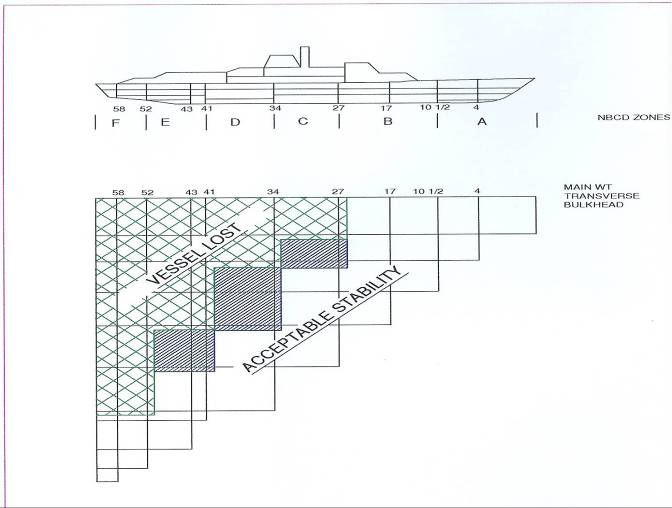 58 52 43 41 34 27 17 10 1/2 4
F E D C B A
NBCD ZONES
58 52 43 41 34 27 17 10 1/2 4
MAIN WT
TRANSVERSE
BULKHEAD
VESSEL LOST
ACCEPTABLE STABILITY